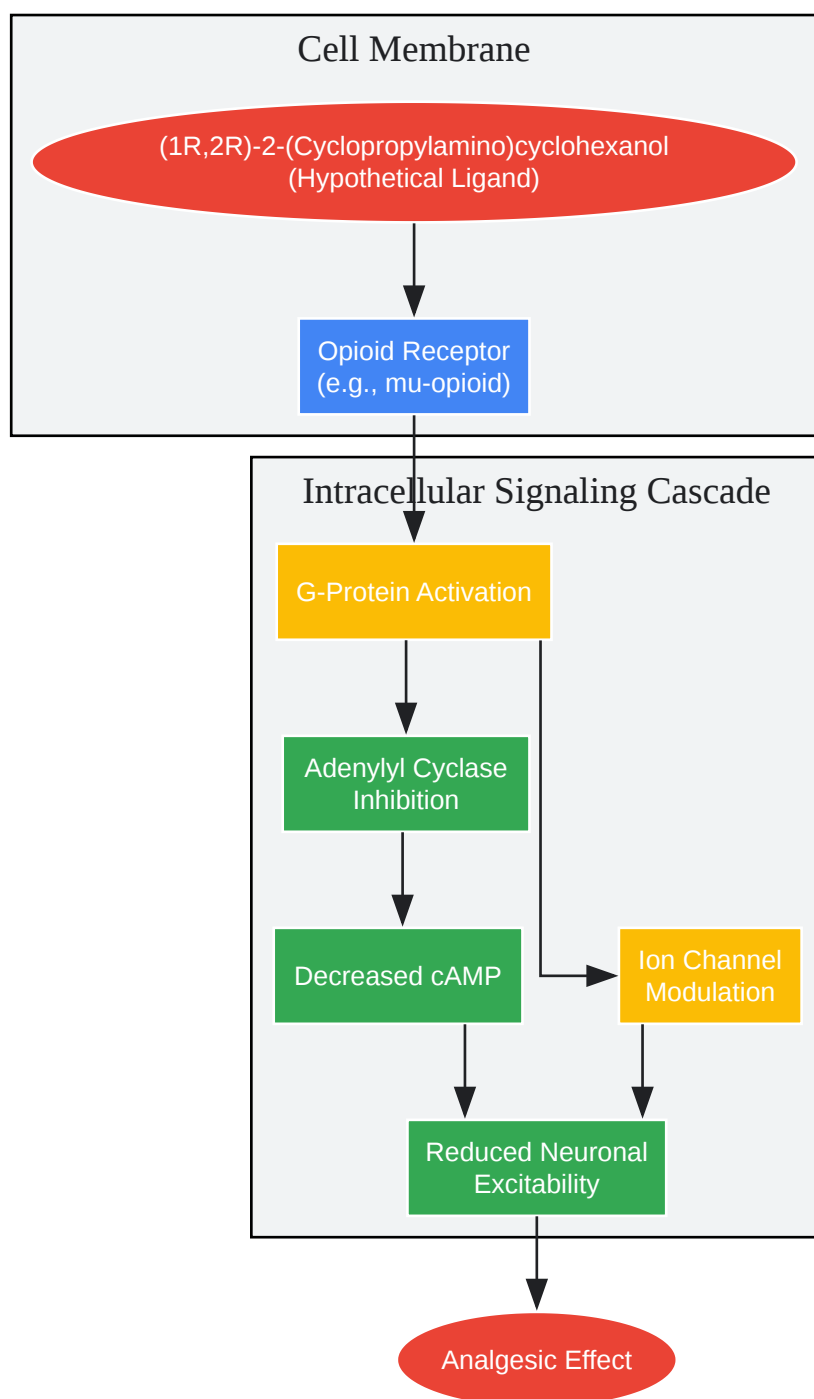 Cell Membrane
(1R,2R)-2-(Cyclopropylamino)cyclohexanol
(Hypothetical Ligand)
Opioid Receptor
(e.g., mu-opioid)
Intracellular Signaling Cascade
G-Protein Activation
Adenylyl Cyclase
Inhibition
Decreased cAMP
Ion Channel
Modulation
Reduced Neuronal
Excitability
Analgesic Effect